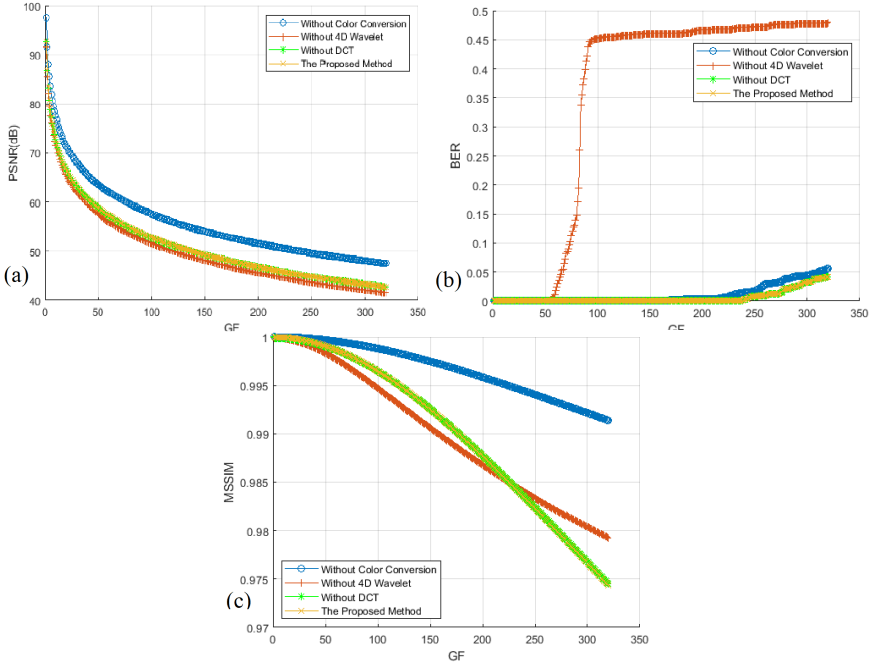 100
90
80
70
60
50
40
PSNR(dB)
0
50
100
150
200
250
300
350
GF
Without Color Conversion
Without 4D Wavelet
Without DCT
The Proposed Method
(a)
0.5
0.45
0.4
0.35
0.3
0.25
0.2
0.15
0.1
0.05
0
BER
0
50
100
150
200
250
300
350
GF
Without Color Conversion
Without 4D Wavelet
Without DCT
The Proposed Method
(b)
1
0.995
0.99
0.985
0.98
0.975
0.97
MSSIM
0
50
100
150
200
250
300
350
GF
Without Color Conversion
Without 4D Wavelet
Without DCT
The Proposed Method
(c)